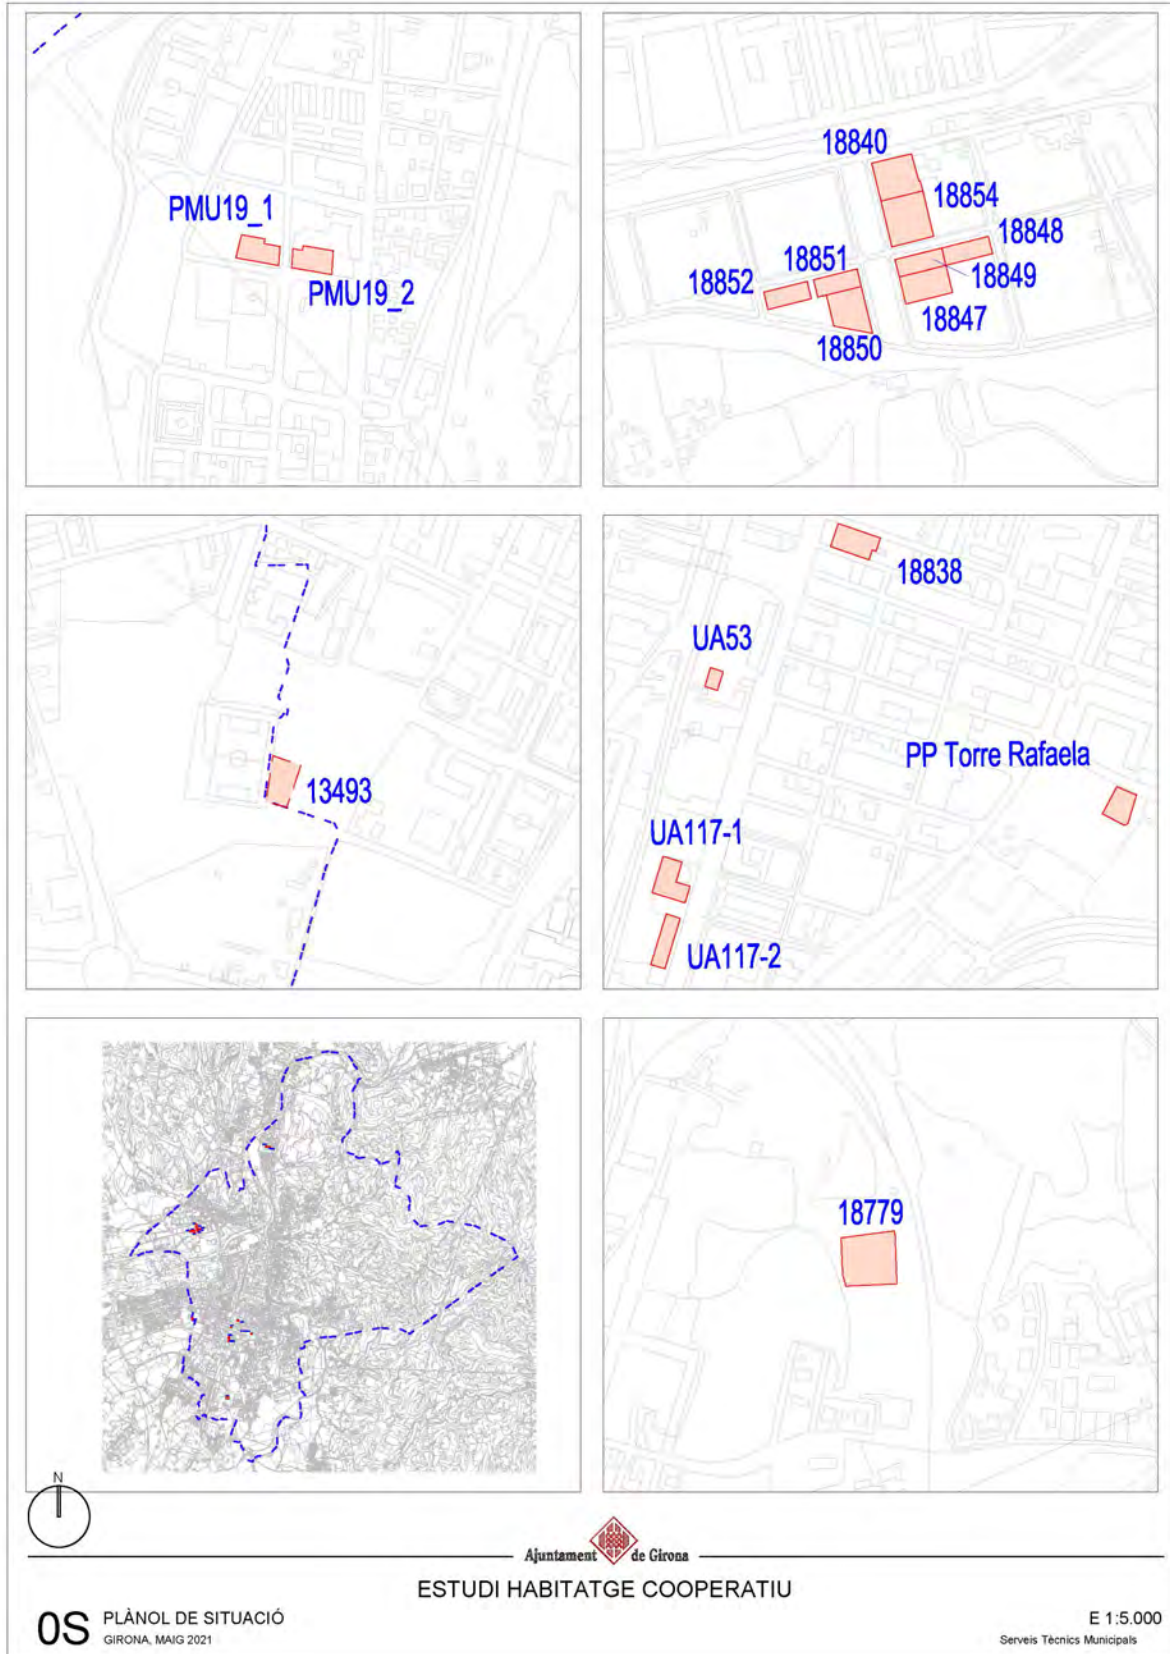 PMU19_1
PMU19_2
18840
18854
18848
18851
18852
18849
18847
18850
13493
18838
UA53
PP Torre Rafaela
UA117-1
UA117-2
18779
N
Ajuntament de Girona
ESTUDI HABITATGE COOPERATIU
0S PLÀNOL DE SITUACIÓ
GIRONA, MAIG 2021
E 1:5.000
Serveis Tècnics Municipals